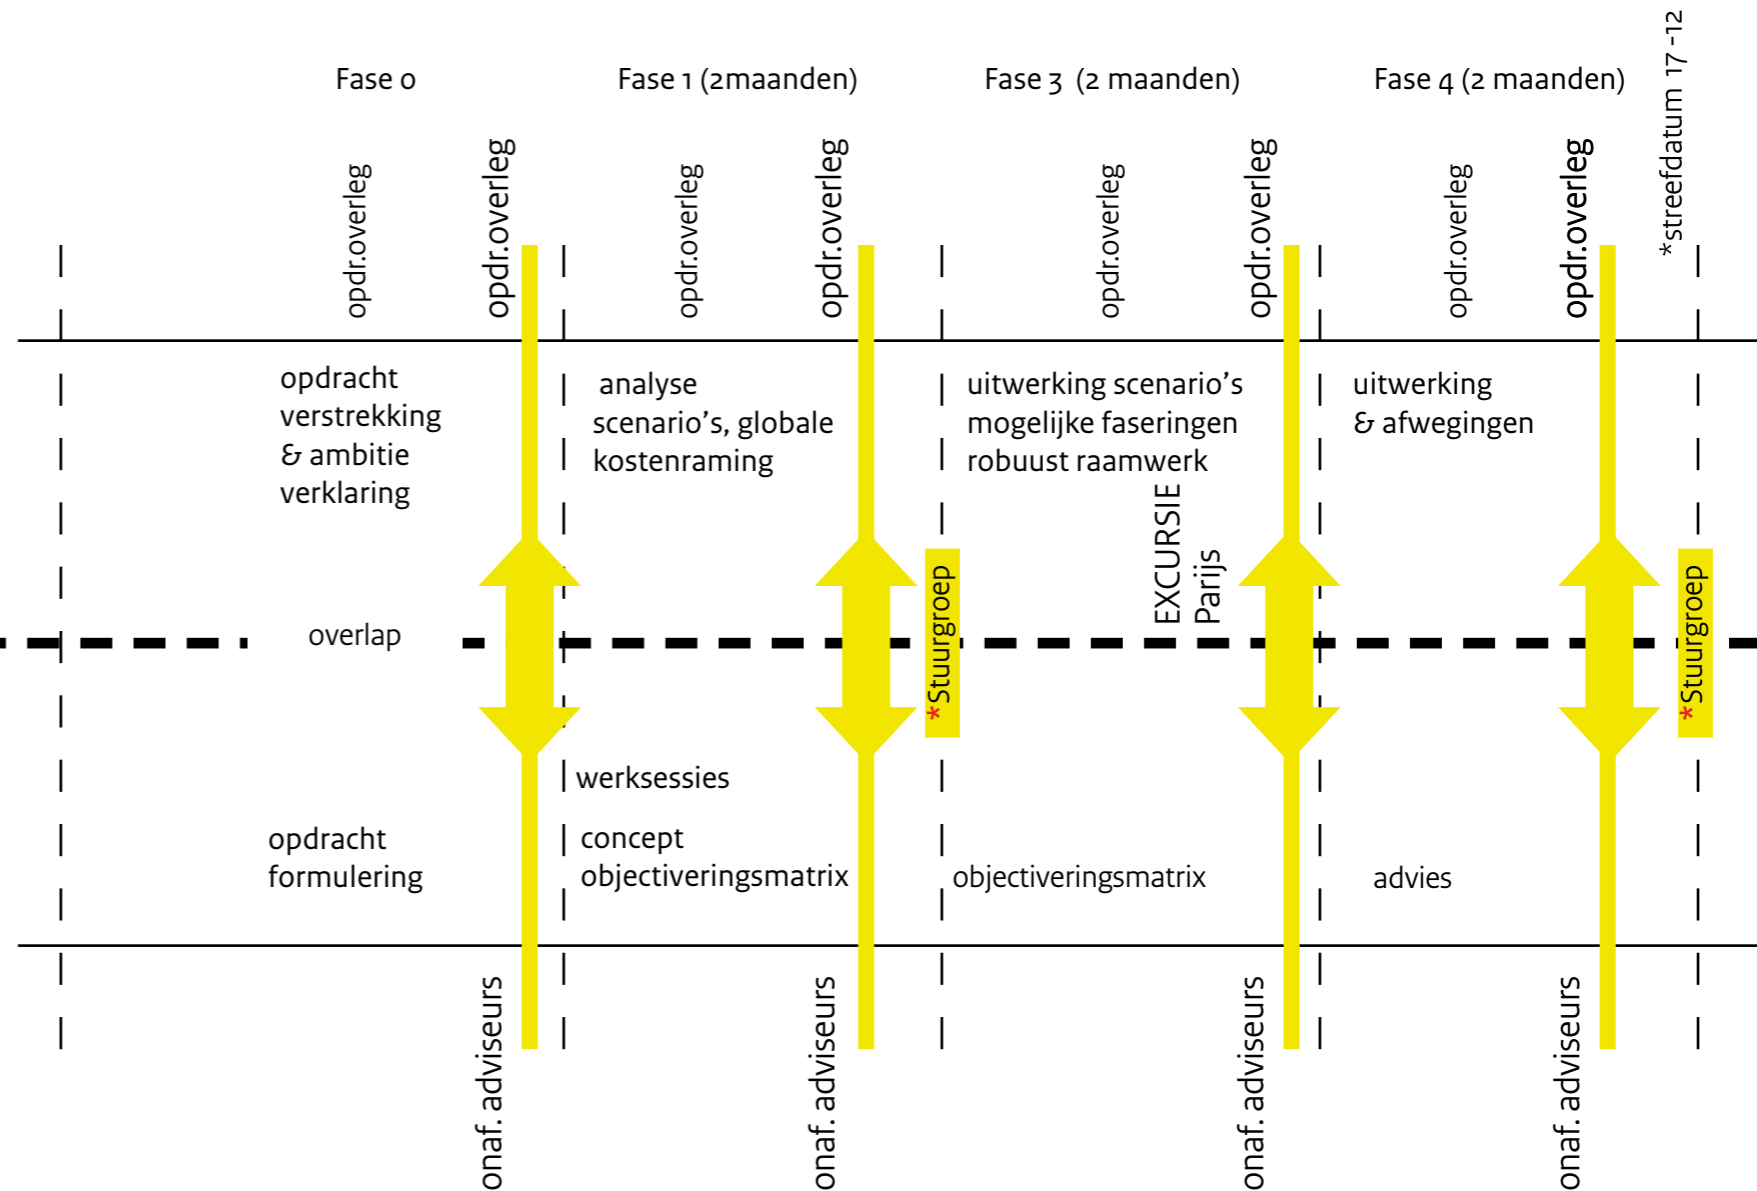 Fase 0
Fase 1 (2maanden)
Fase 3 (2 maanden)
Fase 4 (2 maanden)
*streefdatum 17 -12
opdr.overleg
opdr.overleg
opdr.overleg
opdr.overleg
opdr.overleg
opdr.overleg
opdr.overleg
opdr.overleg
opdracht
verstrekking
& ambitie
verklaring
analyse
scenario's, globale
kostenraming
uitwerking scenario's
mogelijke faseringen
robuust raamwerk
uitwerking
& afwegingen
EXCURSIE
Parijs
overlap
*Stuurgroep
*Stuurgroep
werksessies
opdracht
formulering
concept
objectiveringsmatrix
objectiveringsmatrix
advies
onaf. adviseurs
onaf. adviseurs
onaf. adviseurs
onaf. adviseurs